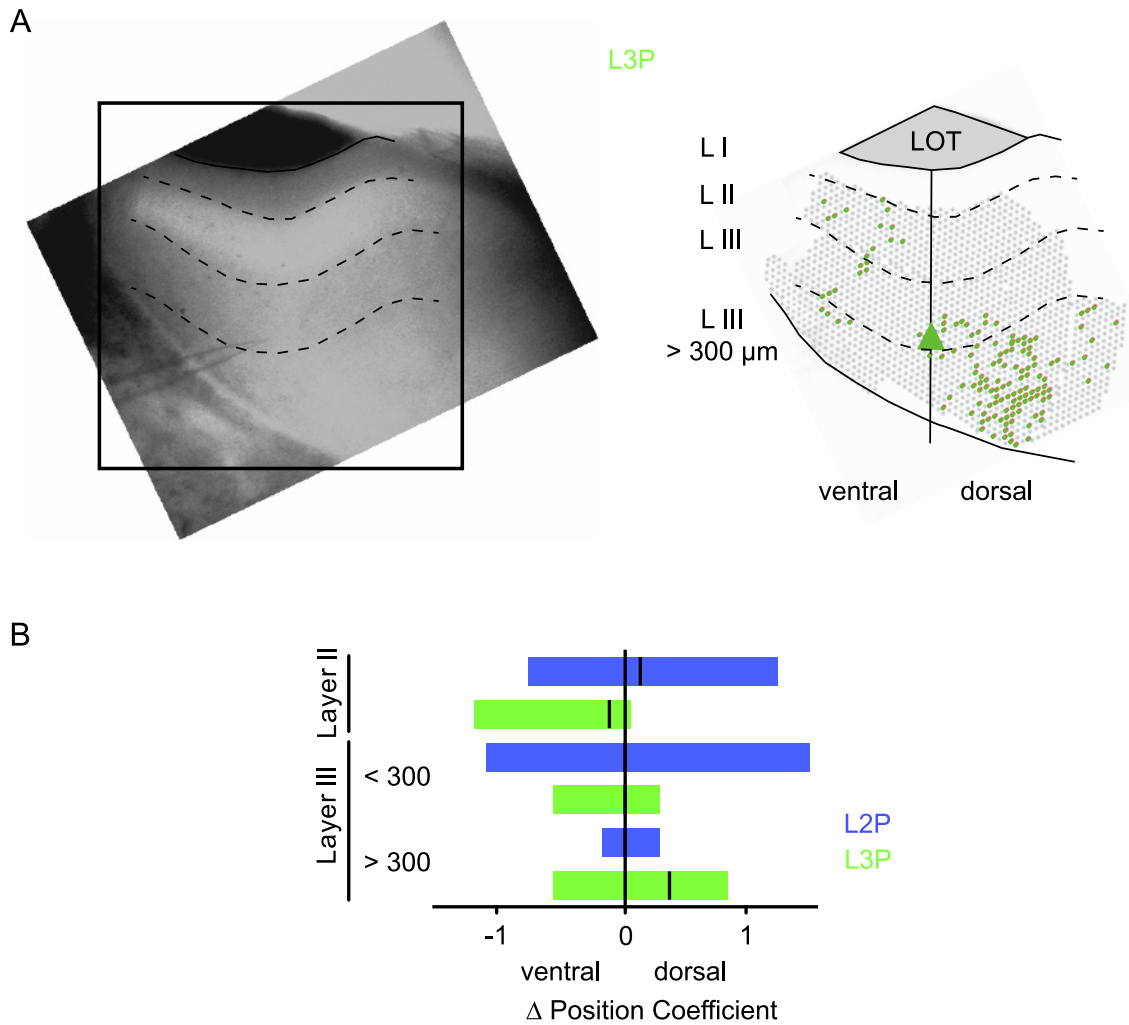 A
L3P
LOT
L I
L II
L III
L III
> 300 µm
ventral dorsal
B
Layer II
Layer III
< 300
> 300
L2P
L3P
-1 0 1
ventral dorsal
Δ Position Coefficient